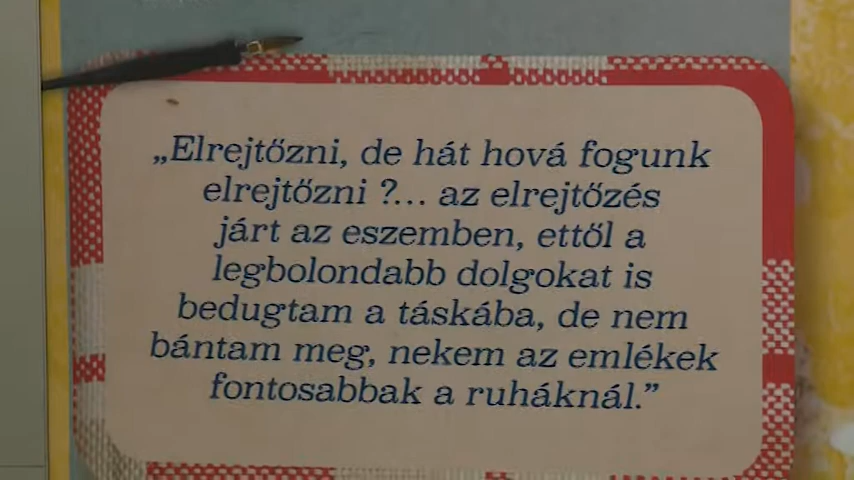 „Elrejtőzni, de hát hová fogunk
elrejtőzni ?... az elrejtőzés
járt az eszemben, ettől a
legbolondabb dolgokat is
bedugtam a táskába, de nem
bántam meg, nekem az emlékek
fontosabbak a ruháknál.”